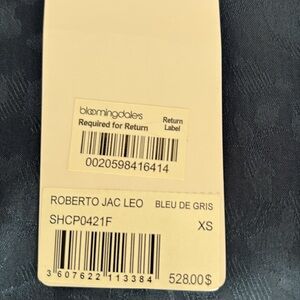 bloomingdale's Return
Required for Return Label
0020598416414
ROBERTO JAC LEO BLEU DE GRIS
SHCP0421F XS
3 607622 113384 528.00$